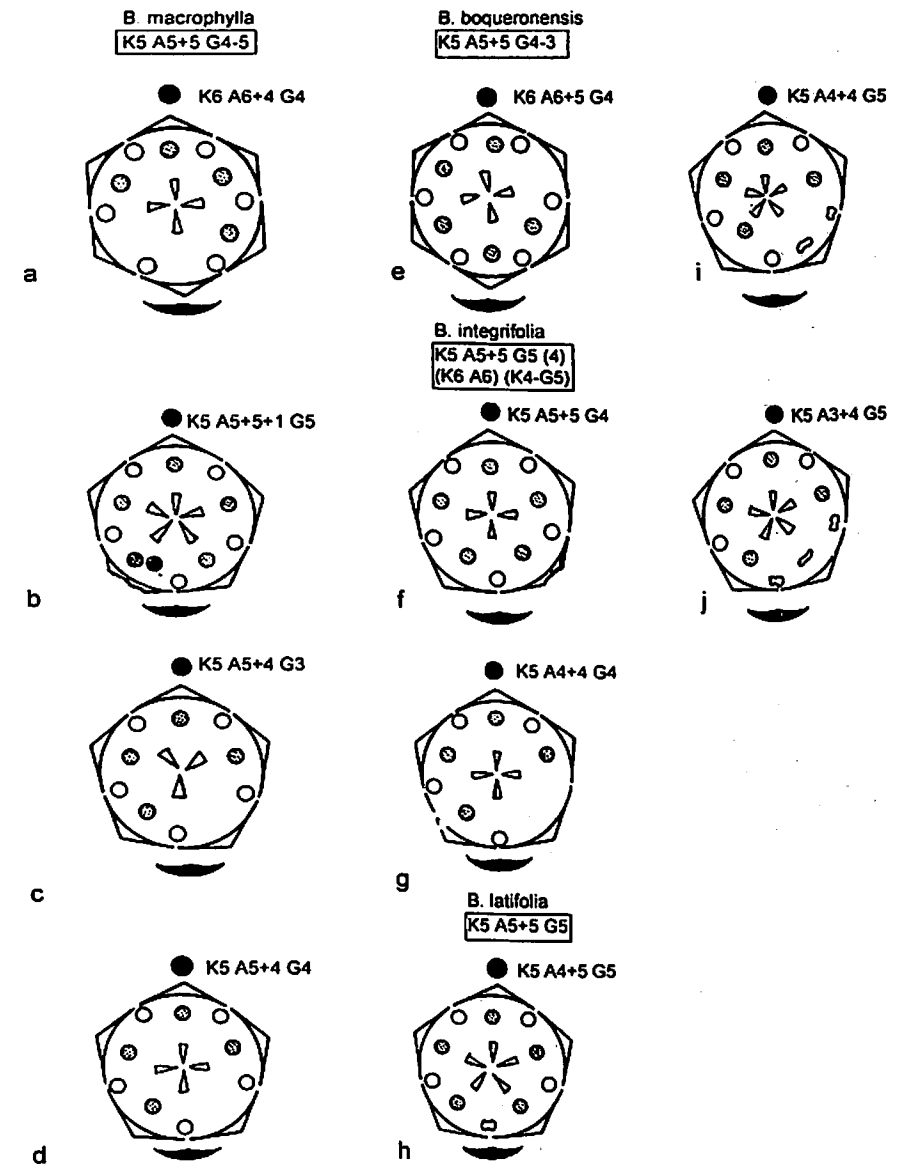 B. macrophylla
K5 A5+5 G4-5
K6 A6+4 G4
a
K5 A5+5+1 G5
b
K5 A5+4 G3
c
K5 A5+4 G4
d
B. boqueronensis
K5 A5+5 G4-3
K6 A6+5 G4
e
B. integrifolia
K5 A5+5 G5 (4)
(K6 A6) (K4-G5)
K5 A5+5 G4
f
K5 A4+4 G4
g
B. latifolia
K5 A5+5 G5
K5 A4+5 G5
h
K5 A4+4 G5
i
K5 A3+4 G5
j